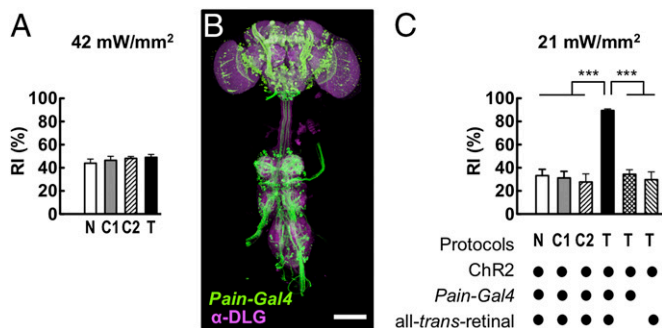 A
42 mW/mm²
RI (%)
100
80
60
40
20
0
N C1 C2 T
B
Pain-Gal4
α-DLG
C
21 mW/mm²
*** ***
RI (%)
100
80
60
40
20
0
N C1 C2 T T T
Protocols
ChR2
Pain-Gal4
all-trans-retinal